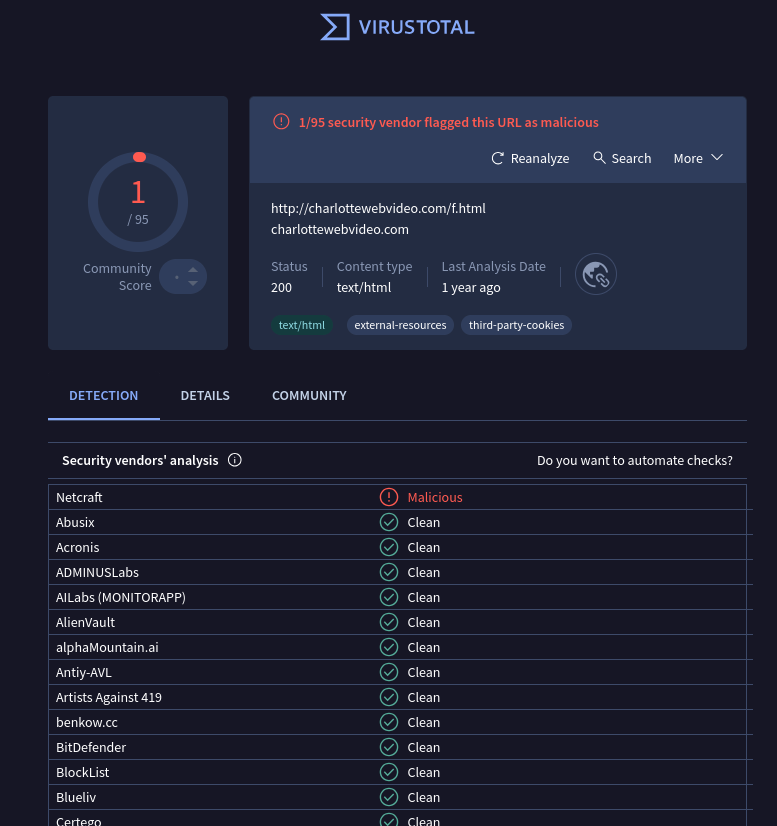 VIRUSTOTAL
1/95 security vendor flagged this URL as malicious
Reanalyze Search More
1
/ 95
Community Score
http://charlottewebvideo.com/f.html
charlottewebvideo.com
Status Content type Last Analysis Date
200 text/html 1 year ago
text/html external-resources third-party-cookies
DETECTION DETAILS COMMUNITY
Security vendors' analysis Do you want to automate checks?
Netcraft Malicious
Abusix Clean
Acronis Clean
ADMINUSLabs Clean
AILabs (MONITORAPP) Clean
AlienVault Clean
alphaMountain.ai Clean
Antiy-AVL Clean
Artists Against 419 Clean
benkow.cc Clean
BitDefender Clean
BlockList Clean
Blueliv Clean
Certego Clean